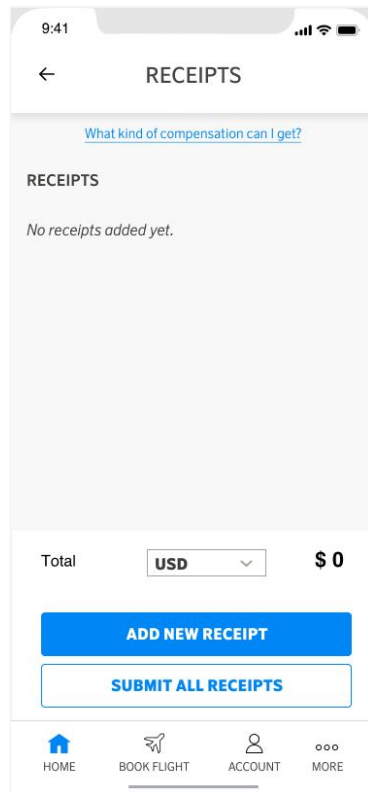 9:41
RECEIPTS
What kind of compensation can I get?
RECEIPTS
No receipts added yet.
Total USD $ 0
ADD NEW RECEIPT
SUBMIT ALL RECEIPTS
HOME BOOK FLIGHT ACCOUNT MORE